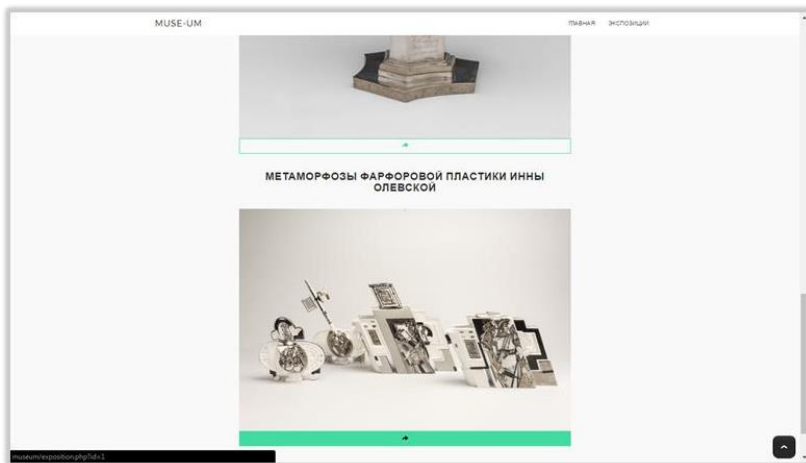 MUSE-UM
ГЛАВНАЯ ЭКСПОЗИЦИИ
МЕТАМОРФОЗЫ ФАРФОРОВОЙ ПЛАСТИКИ ИННЫ
ОЛЕВСКОЙ
museum/exposition.php?id=1